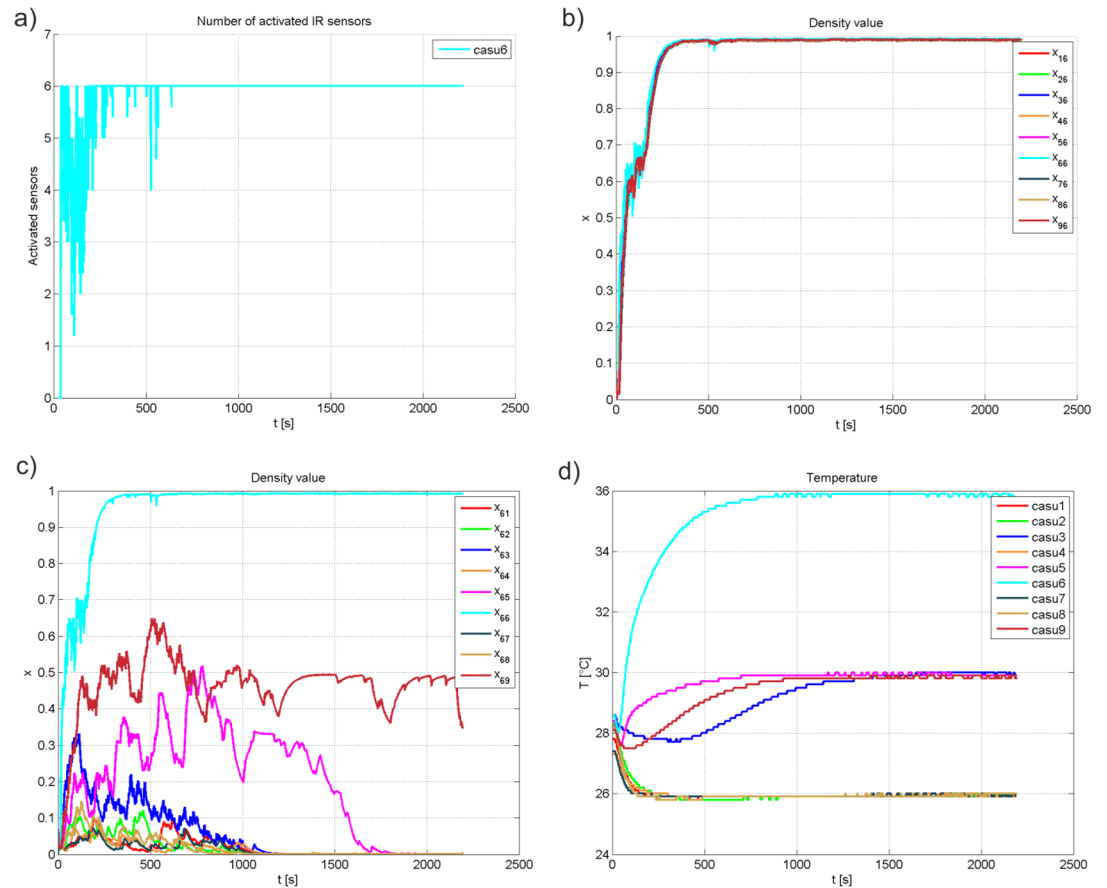 a)
Number of activated IR sensors
7
6
5
4
3
2
1
0
Activated sensors
casu6
0 500 1000 1500 2000 2500
t [s]
b)
Density value
1
0.9
0.8
0.7
0.6
0.5
0.4
0.3
0.2
0.1
0
x
x16
x26
x36
x46
x56
x66
x76
x86
x96
0 500 1000 1500 2000 2500
t [s]
c)
Density value
1
0.9
0.8
0.7
0.6
0.5
0.4
0.3
0.2
0.1
0
x
x61
x62
x63
x64
x65
x66
x67
x68
x69
0 500 1000 1500 2000 2500
t [s]
d)
Temperature
36
34
32
30
28
26
24
T [°C]
casu1
casu2
casu3
casu4
casu5
casu6
casu7
casu8
casu9
0 500 1000 1500 2000 2500
t [s]